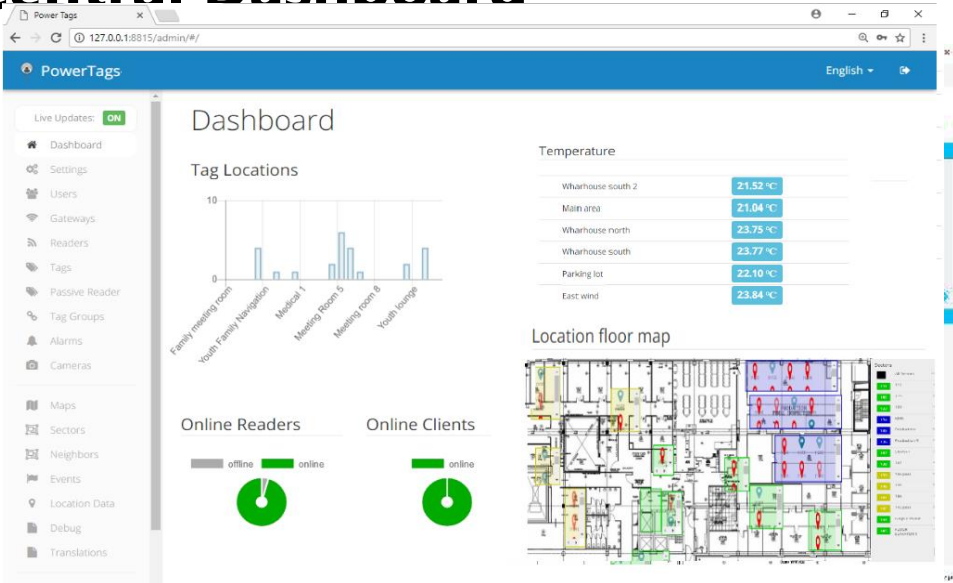 Central Dashboard
Power Tags
127.0.0.1:8815/admin/#/
PowerTags
English
Live Updates: ON
Dashboard
Settings
Users
Gateways
Readers
Tags
Passive Reader
Tag Groups
Alarms
Cameras
Maps
Sectors
Neighbors
Events
Location Data
Debug
Translations
Dashboard
Tag Locations
10
0
Family meeting room
Youth Family Navigation
Medical 1
Meeting Room 5
Meeting room 8
Youth lounge
Online Readers
offline online
Online Clients
online
Temperature
Wharhouse south 2 21.52 °C
Main area 21.04 °C
Wharhouse north 23.75 °C
Wharhouse south 23.77 °C
Parking lot 22.10 °C
East wind 23.84 °C
Location floor map
Sectors